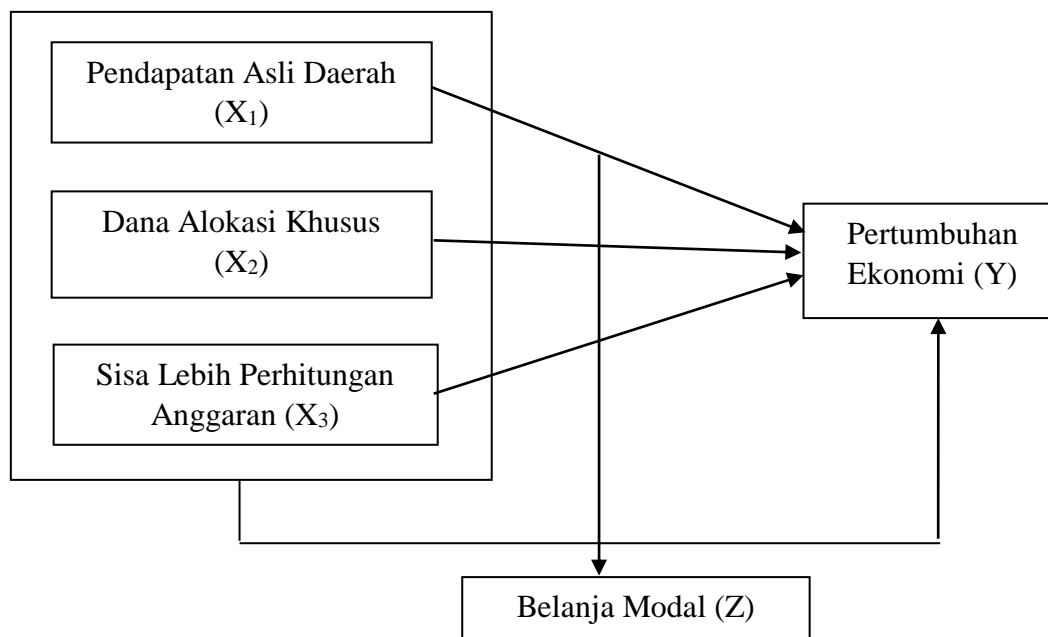 Pendapatan Asli Daerah
(X₁)
Dana Alokasi Khusus
(X₂)
Sisa Lebih Perhitungan
Anggaran (X₃)
Pertumbuhan
Ekonomi (Y)
Belanja Modal (Z)